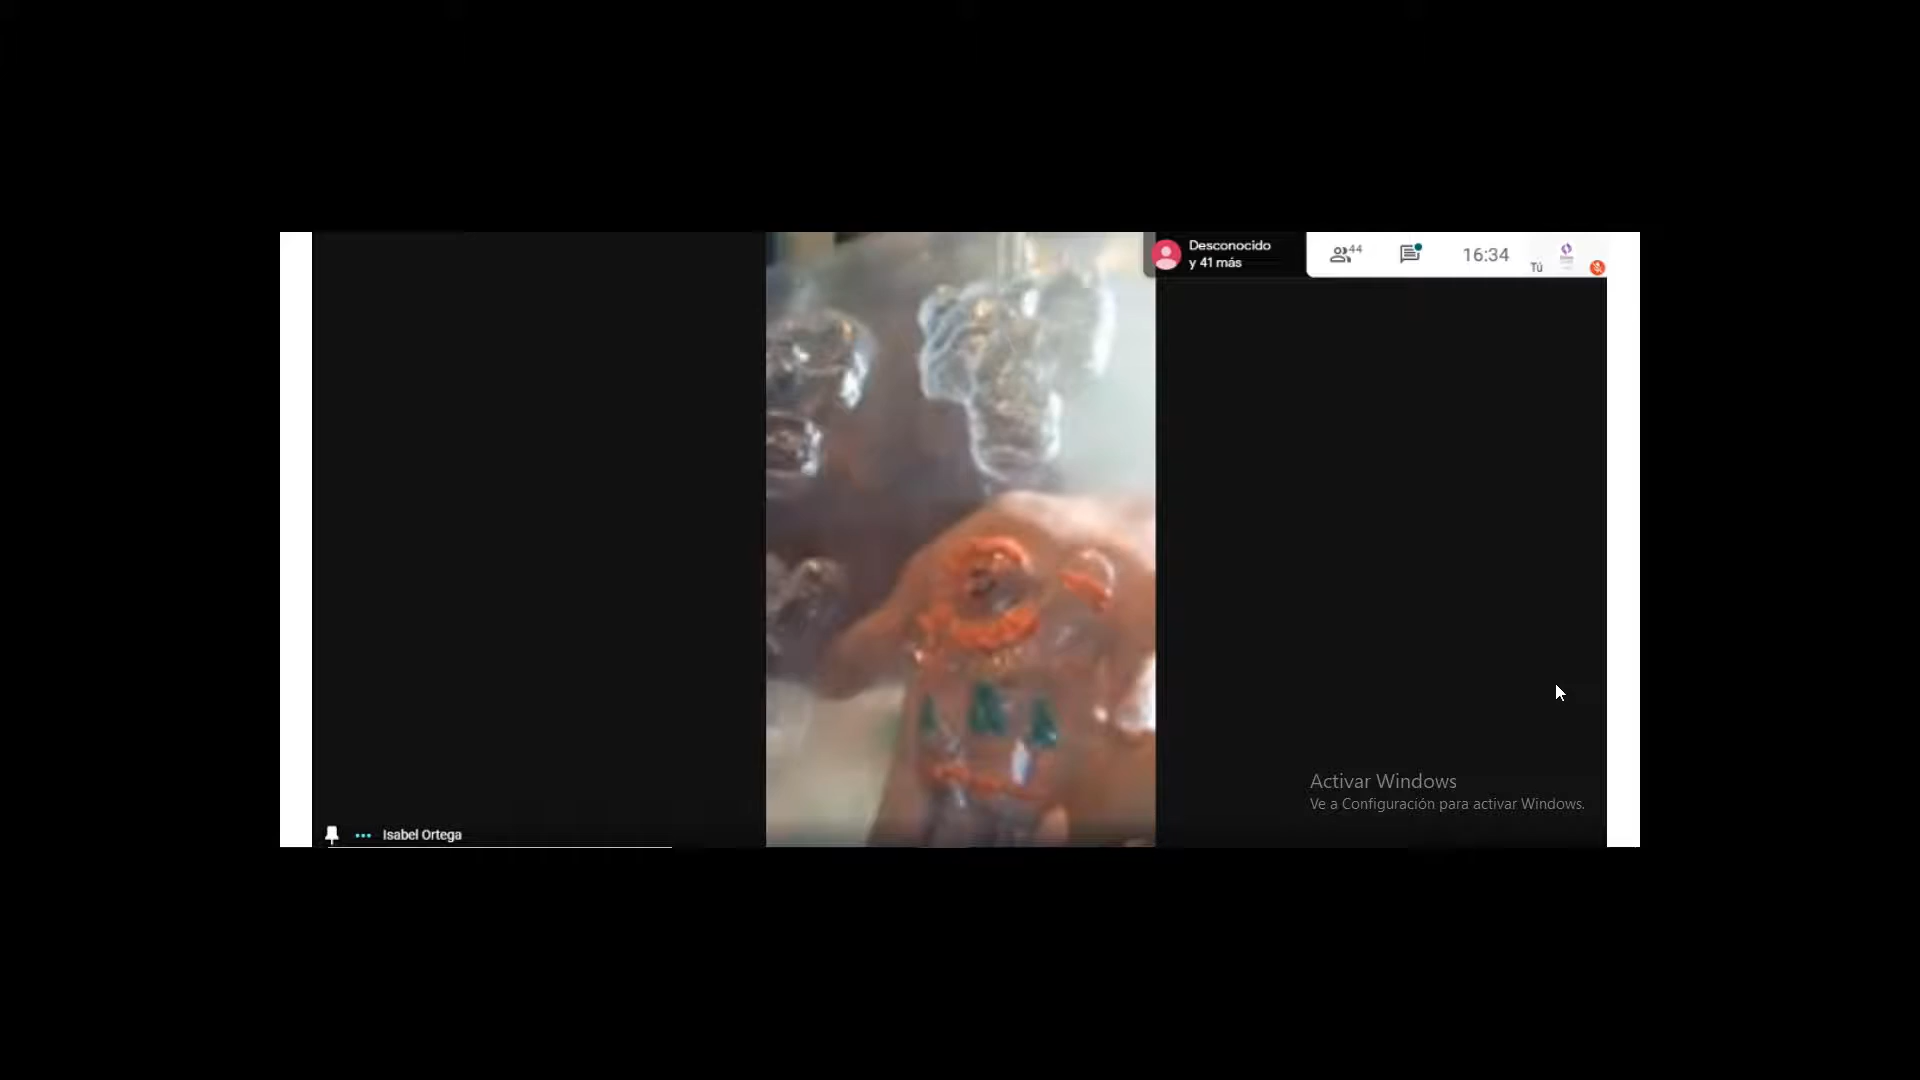 Desconocido
y 41 más
44
16:34
Tú
Activar Windows
Ve a Configuración para activar Windows.
Isabel Ortega